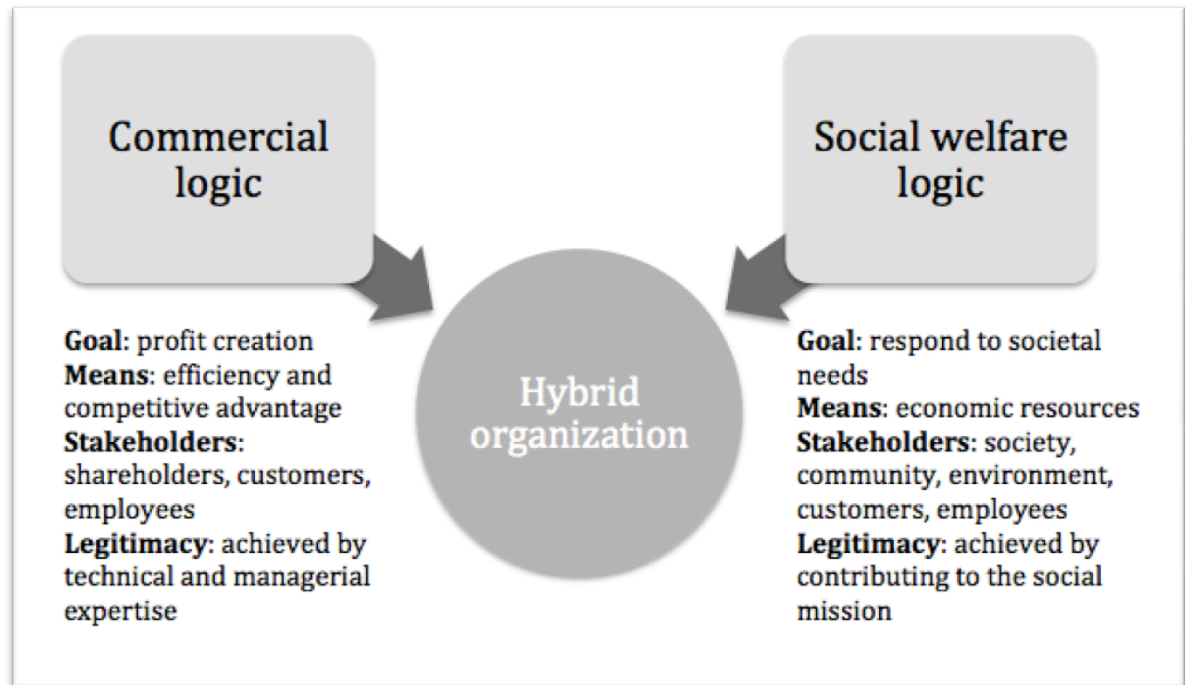 Commercial
logic
Goal: profit creation
Means: efficiency and
competitive advantage
Stakeholders:
shareholders, customers,
employees
Legitimacy: achieved by
technical and managerial
expertise
Hybrid
organization
Social welfare
logic
Goal: respond to societal
needs
Means: economic resources
Stakeholders: society,
community, environment,
customers, employees
Legitimacy: achieved by
contributing to the social
mission